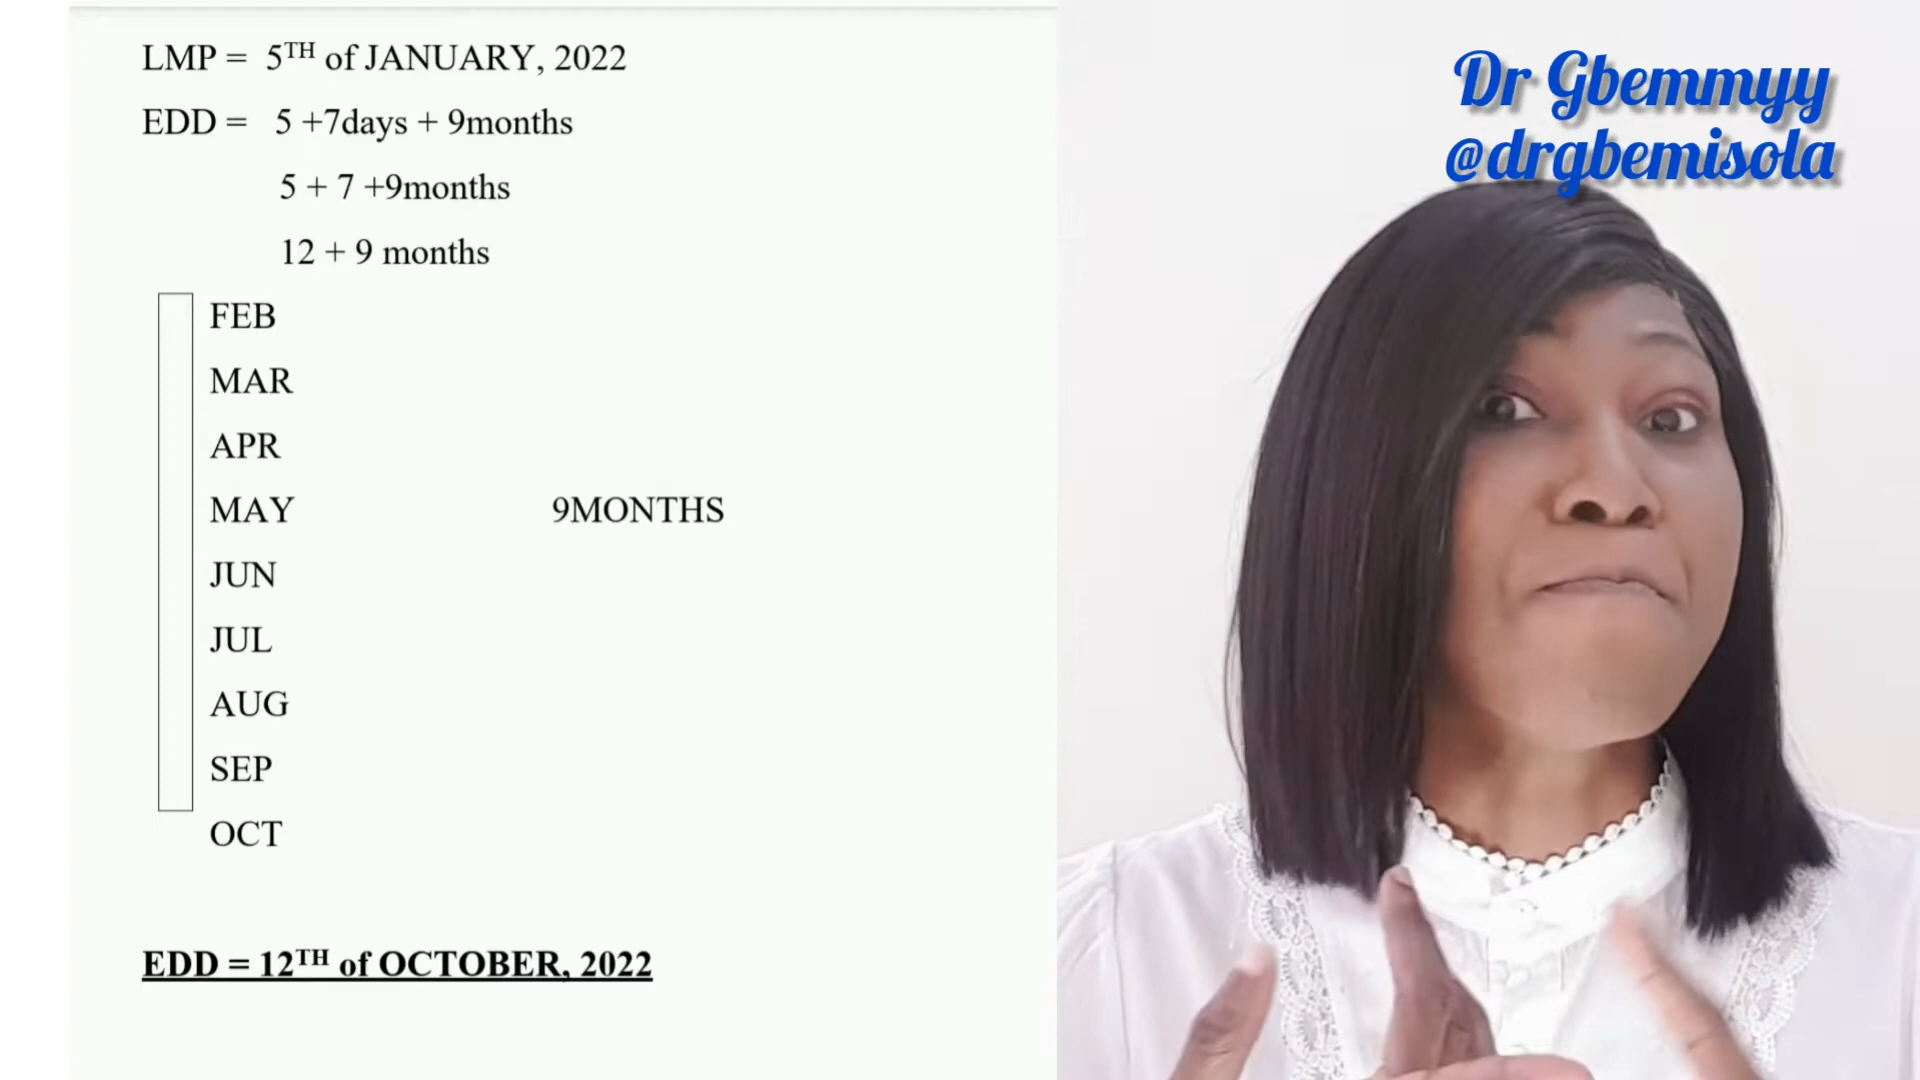 LMP = 5TH of JANUARY, 2022
EDD = 5 +7days + 9months
5 + 7 +9months
12 + 9 months
FEB
MAR
APR
MAY 9MONTHS
JUN
JUL
AUG
SEP
OCT
EDD = 12TH of OCTOBER, 2022
Dr Gbemmyy
@drgbemisola